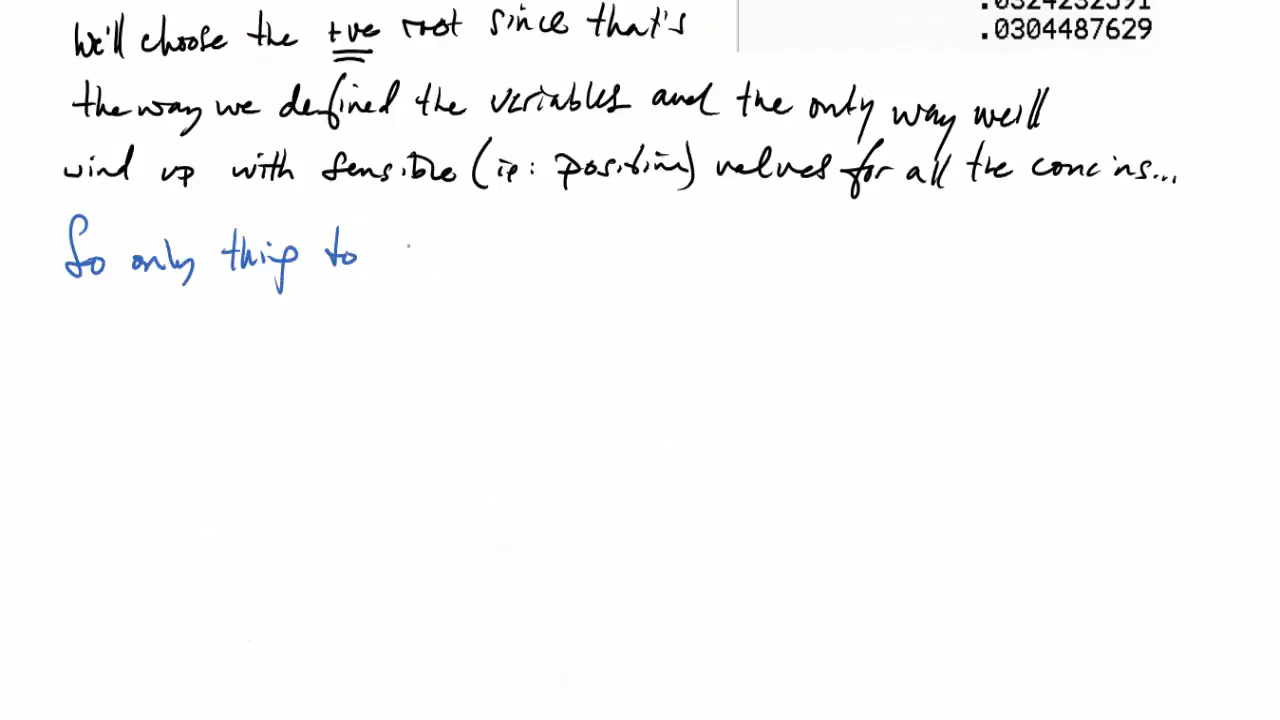 .0324232391
.0304487629
We'll choose the +ve root since that's
the way we defined the variables and the only way we'll
wind up with sensible (ie: positive) values for all the concns...
So only thing to